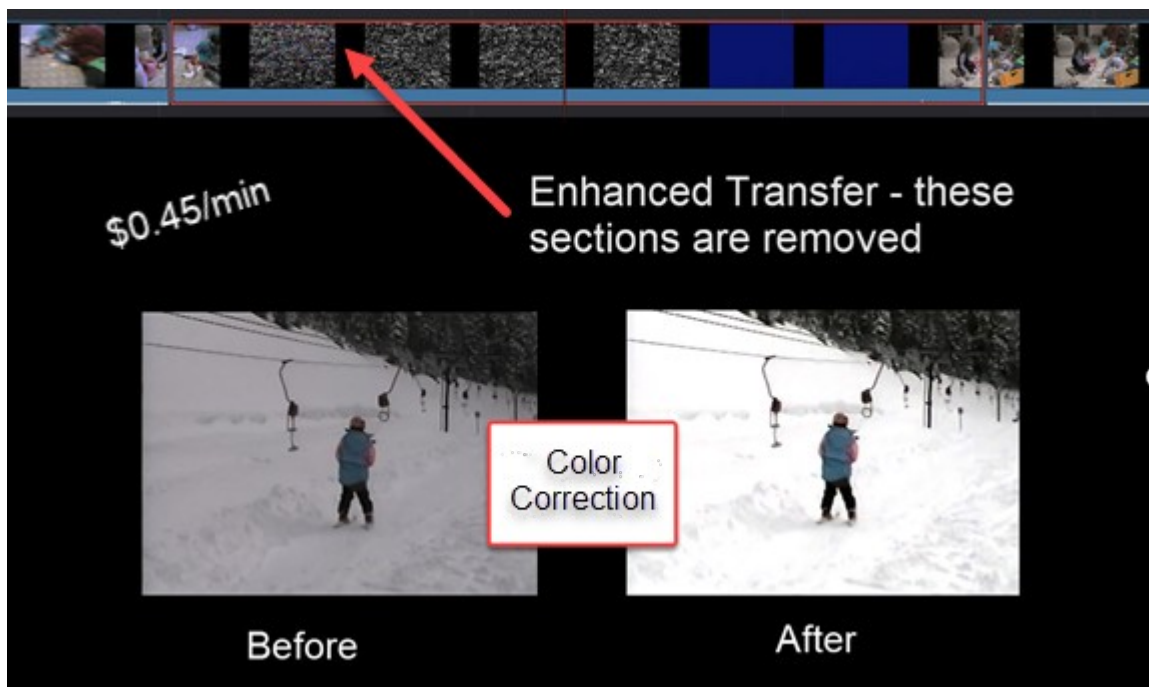 $0.45/min
Enhanced Transfer - these
sections are removed
Color
Correction
Before
After